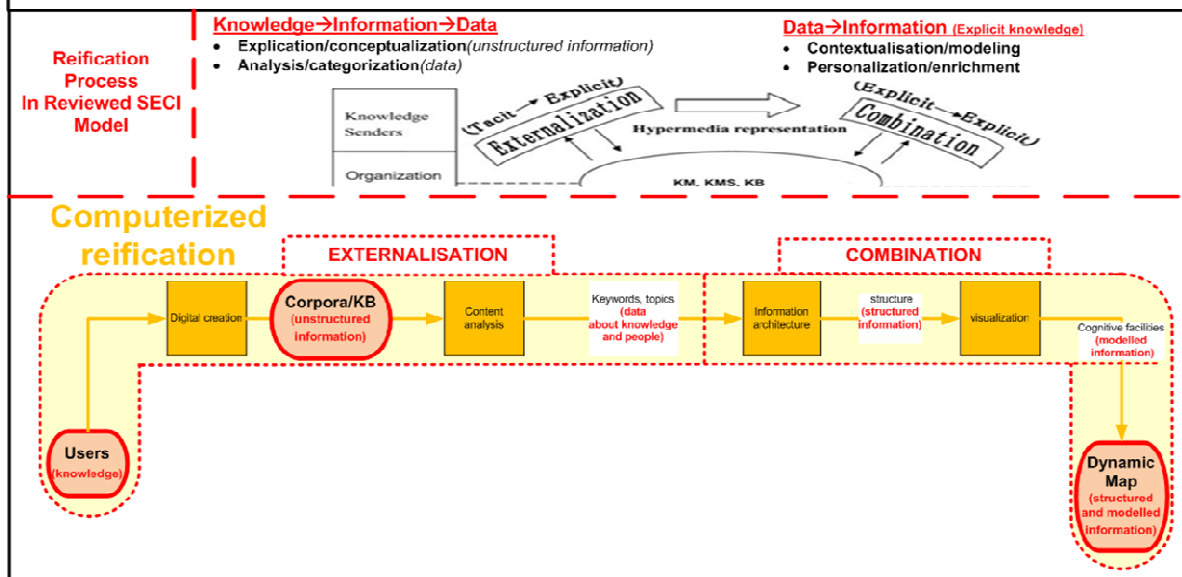 Reification
Process
In Reviewed SECI
Model
Knowledge→Information→Data
• Explication/conceptualization(unstructured information)
• Analysis/categorization(data)
Data→Information (Explicit knowledge)
• Contextualisation/modeling
• Personalization/enrichment
Knowledge
Senders
Organization
(Tacit → Explicit)
Externalization
Hypermedia representation
(Explicit → Explicit)
Combination
KM, KMS, KB
Computerized
reification
EXTERNALISATION
COMBINATION
Users
(knowledge)
Digital creation
Corpora/KB
(unstructured
information)
Content
analysis
Keywords, topics
(data
about knowledge
and people)
Information
architecture
structure
(structured
information)
visualization
Cognitive facilities
(modelled
information)
Dynamic
Map
(structured
and modelled
information)